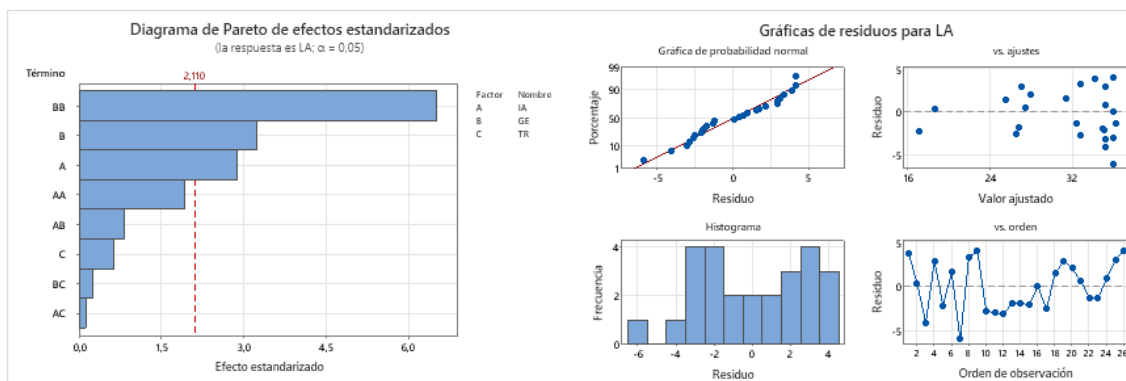 Diagrama de Pareto de efectos estandarizados
(la respuesta es LA; α = 0,05)
Término
2,110
BB
B
A
AA
AB
C
BC
AC
0,0
1,5
3,0
4,5
6,0
Efecto estandarizado
Factor Nombre
A IA
B GE
C TR
Gráficas de residuos para LA
Gráfica de probabilidad normal
Porcentaje
99
90
50
10
1
-5
0
5
Residuo
vs. ajustes
Residuo
5
0
-5
16
24
32
40
Valor ajustado
Histograma
Frecuencia
4
2
0
-6
-4
-2
0
2
4
Residuo
vs. orden
Residuo
5
0
-5
2 4 6 8 10 12 14 16 18 20 22 24 26
Orden de observación